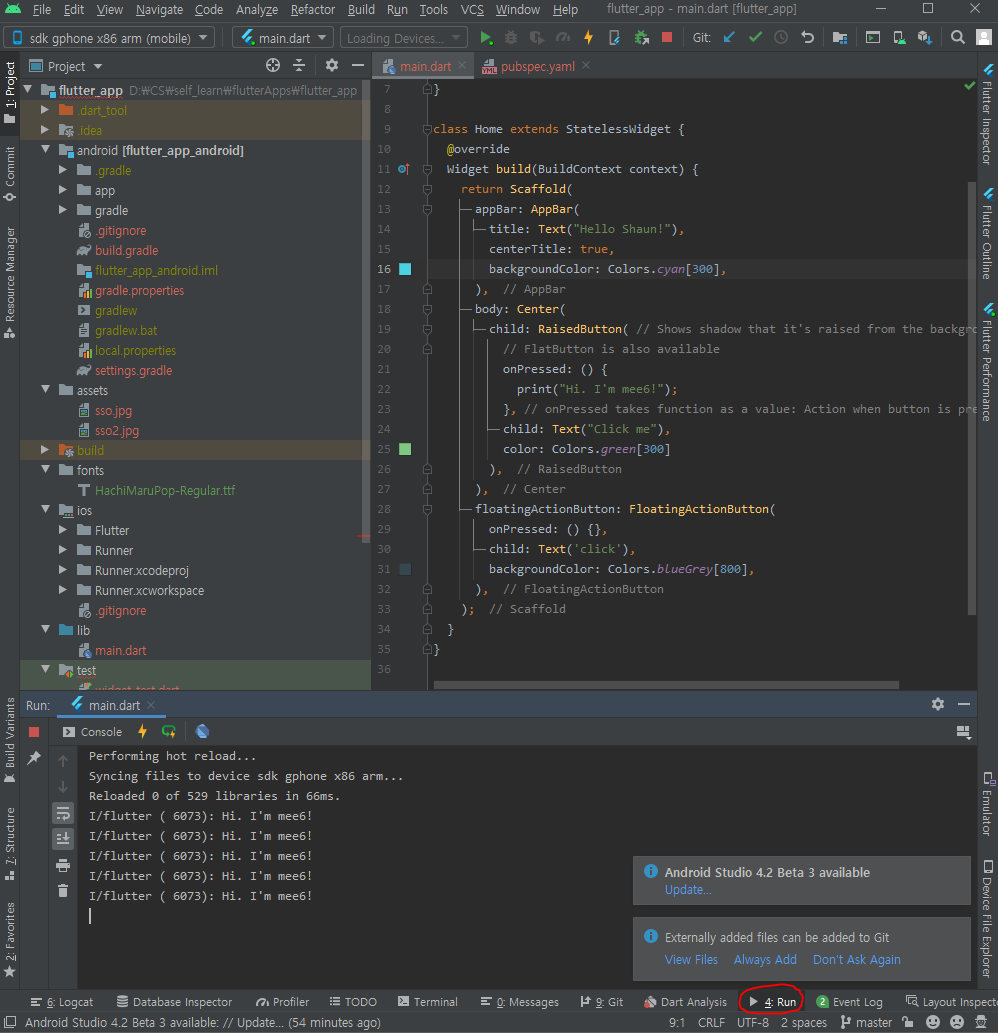 File Edit View Navigate Code Analyze Refactor Build Run Tools VCS Window Help flutter_app - main.dart [flutter_app]
sdk gphone x86 arm (mobile) main.dart Loading Devices... Git:
1: Project
Commit
Resource Manager
Build Variants
7: Structure
2: Favorites
Project
flutter_app D:₩CS₩self_learn₩flutterApps₩flutter_app
.dart_tool
.idea
android [flutter_app_android]
.gradle
app
gradle
.gitignore
build.gradle
flutter_app_android.iml
gradle.properties
gradlew
gradlew.bat
local.properties
settings.gradle
assets
sso.jpg
sso2.jpg
build
fonts
HachiMaruPop-Regular.ttf
ios
Flutter
Runner
Runner.xcodeproj
Runner.xcworkspace
.gitignore
lib
main.dart
test
widget_test.dart
main.dart pubspec.yaml
7 }
8
9 class Home extends StatelessWidget {
10 @override
11 Widget build(BuildContext context) {
12 return Scaffold(
13 appBar: AppBar(
14 title: Text("Hello Shaun!"),
15 centerTitle: true,
16 backgroundColor: Colors.cyan[300],
17 ), // AppBar
18 body: Center(
19 child: RaisedButton( // Shows shadow that it's raised from the backgro
20 // FlatButton is also available
21 onPressed: () {
22 print("Hi. I'm mee6!");
23 }, // onPressed takes function as a value: Action when button is pre
24 child: Text("Click me"),
25 color: Colors.green[300]
26 ), // RaisedButton
27 ), // Center
28 floatingActionButton: FloatingActionButton(
29 onPressed: () {},
30 child: Text('click'),
31 backgroundColor: Colors.blueGrey[800],
32 ), // FloatingActionButton
33 ); // Scaffold
34 }
35 }
36
Flutter Inspector
Flutter Outline
Flutter Performance
Emulator
Device File Explorer
Run: main.dart
Console
Performing hot reload...
Syncing files to device sdk gphone x86 arm...
Reloaded 0 of 529 libraries in 66ms.
I/flutter ( 6073): Hi. I'm mee6!
I/flutter ( 6073): Hi. I'm mee6!
I/flutter ( 6073): Hi. I'm mee6!
I/flutter ( 6073): Hi. I'm mee6!
I/flutter ( 6073): Hi. I'm mee6!
Android Studio 4.2 Beta 3 available
Update...
Externally added files can be added to Git
View Files Always Add Don't Ask Again
6: Logcat Database Inspector Profiler TODO Terminal 0: Messages 9: Git Dart Analysis 4: Run 2 Event Log Layout Inspecto
Android Studio 4.2 Beta 3 available: // Update... (54 minutes ago) 9:1 CRLF UTF-8 2 spaces master